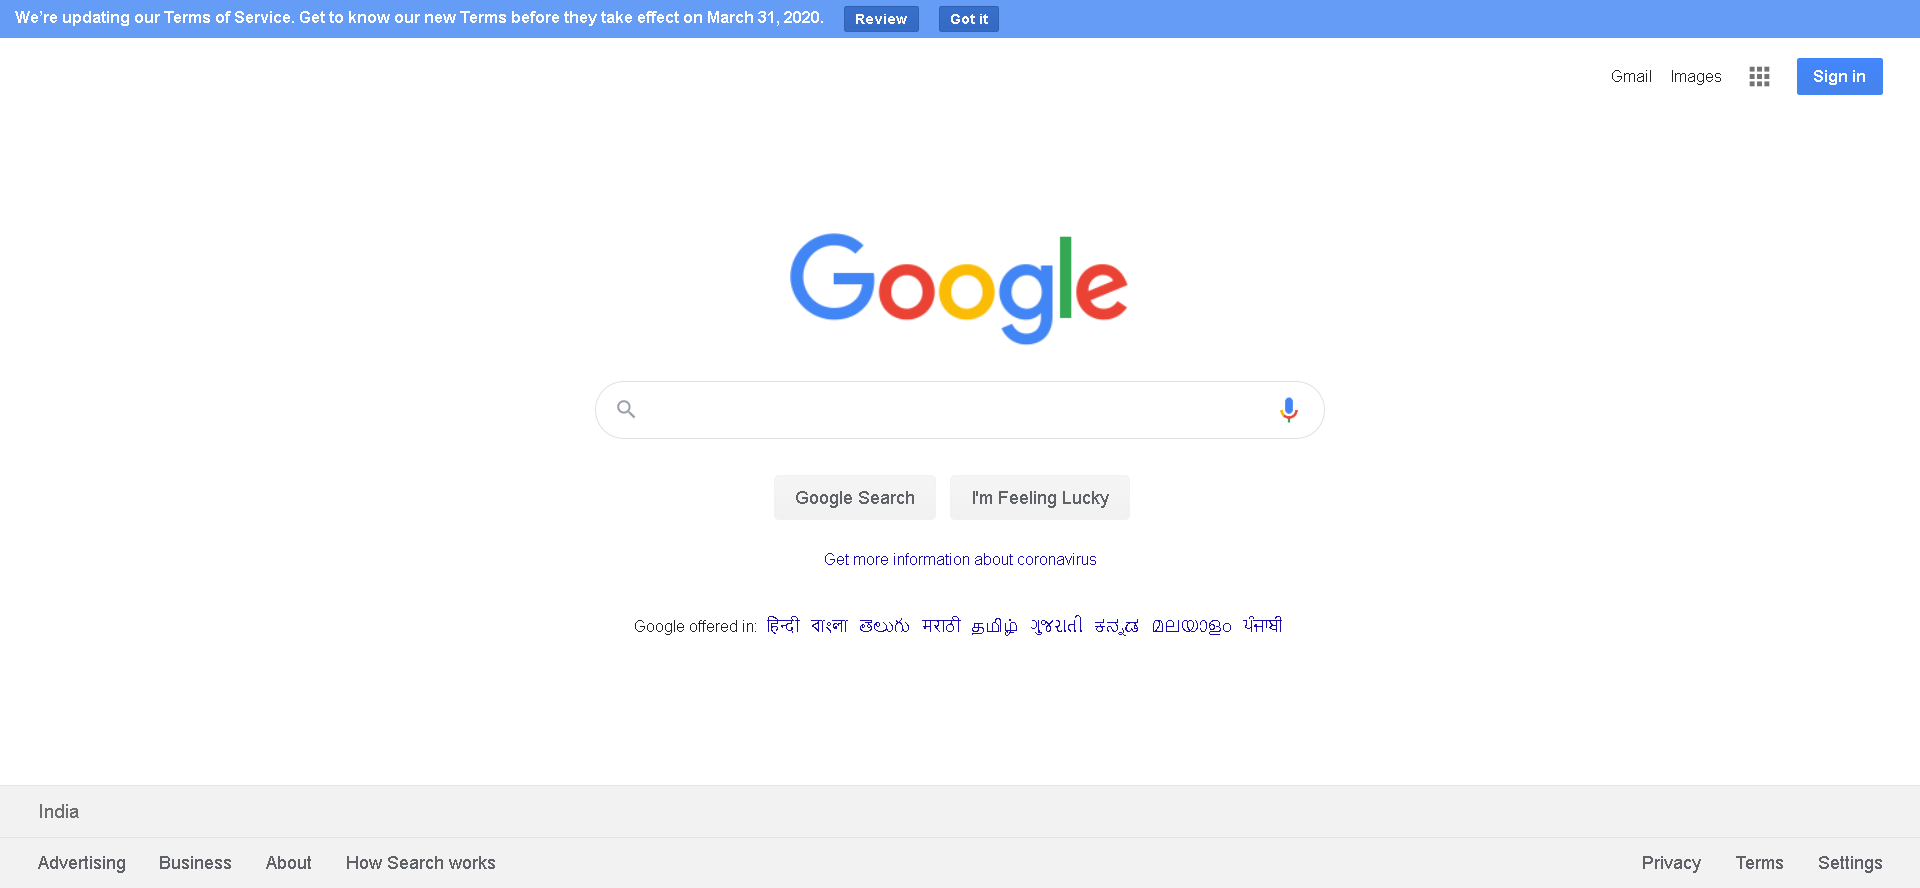 We're updating our Terms of Service. Get to know our new Terms before they take effect on March 31, 2020. Review Got it
Gmail Images Sign in
Google
Google Search I'm Feeling Lucky
Get more information about coronavirus
Google offered in: हिन्दी বাংলা తెలుగు मराठी தமிழ் ગુજરાતી ಕನ್ನಡ മലയാളം ਪੰਜਾਬੀ
India
Advertising Business About How Search works Privacy Terms Settings